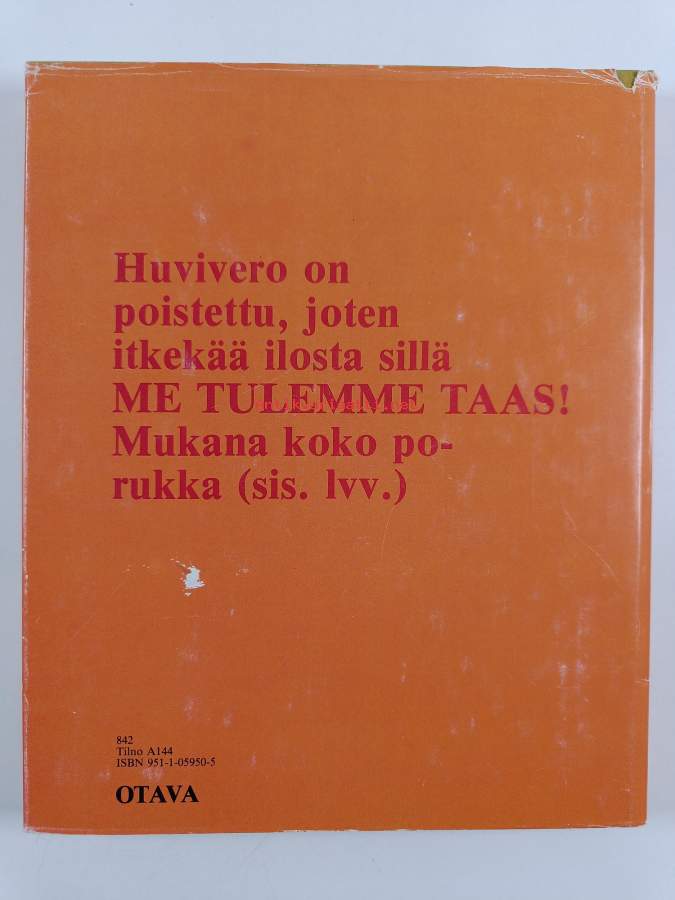 Huvivero on
poistettu, joten
itkekää ilosta sillä
ME TULEMME TAAS!
Mukana koko po-
rukka (sis. lvv.)
842
Tilno A144
ISBN 951-1-05950-5
OTAVA